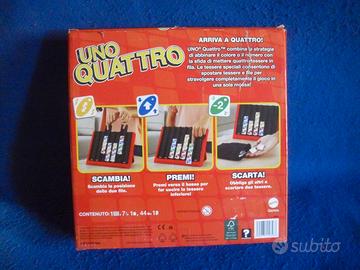 UNO
QUATTRO
ARRIVA A QUATTRO!
UNO® Quattro™ combina la strategia
di abbinare il colore o il numero con
la sfida di mettere quattro tessere in
fila. Le tessere speciali consentono di
spostare tessere e file per
stravolgere completamente il gioco in
una sola mossa!
-2
SCAMBIA!
Scambia la posizione
delle due file.
PREMI!
Premi verso il basso per
far uscire la tessera
inferiore!
SCARTA!
Obbliga gli altri a
scartare due tessere.
CONTENUTO:
FSC
subito